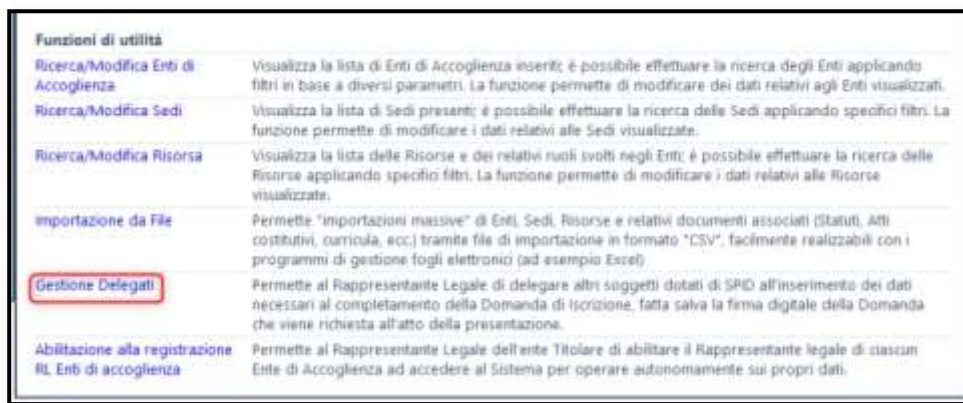 Funzioni di utilità
Ricerca/Modifica Enti di
Accoglienza
Visualizza la lista di Enti di Accoglienza inseriti; è possibile effettuare la ricerca degli Enti applicando
filtri in base a diversi parametri. La funzione permette di modificare dei dati relativi agli Enti visualizzati.
Ricerca/Modifica Sedi
Visualizza la lista di Sedi presenti; è possibile effettuare la ricerca delle Sedi applicando specifici filtri. La
funzione permette di modificare i dati relativi alle Sedi visualizzate.
Ricerca/Modifica Risorsa
Visualizza la lista delle Risorse e dei relativi ruoli svolti negli Enti; è possibile effettuare la ricerca delle
Risorse applicando specifici filtri. La funzione permette di modificare i dati relativi alle Risorse
visualizzate.
Importazione da File
Permette "importazioni massive" di Enti, Sedi, Risorse e relativi documenti associati (Statuti, Atti
costitutivi, curricula, ecc.) tramite file di importazione in formato "CSV", facilmente realizzabili con i
programmi di gestione fogli elettronici (ad esempio Excel)
Gestione Delegati
Permette al Rappresentante Legale di delegare altri soggetti dotati di SPID all'inserimento dei dati
necessari al completamento della Domanda di Iscrizione, fatta salva la firma digitale della Domanda
che viene richiesta all'atto della presentazione.
Abilitazione alla registrazione
RL Enti di accoglienza
Permette al Rappresentante Legale dell'ente Titolare di abilitare il Rappresentante legale di ciascun
Ente di Accoglienza ad accedere al Sistema per operare autonomamente sui propri dati.